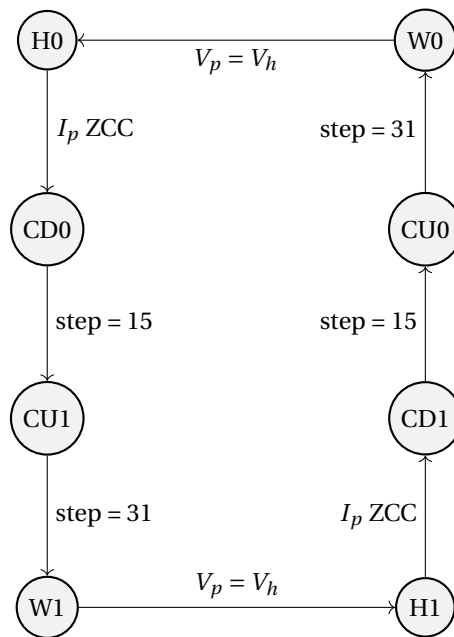 H0
W0
V_p = V_h
I_p ZCC
step = 31
CD0
CU0
step = 15
step = 15
CU1
CD1
step = 31
I_p ZCC
W1
V_p = V_h
H1